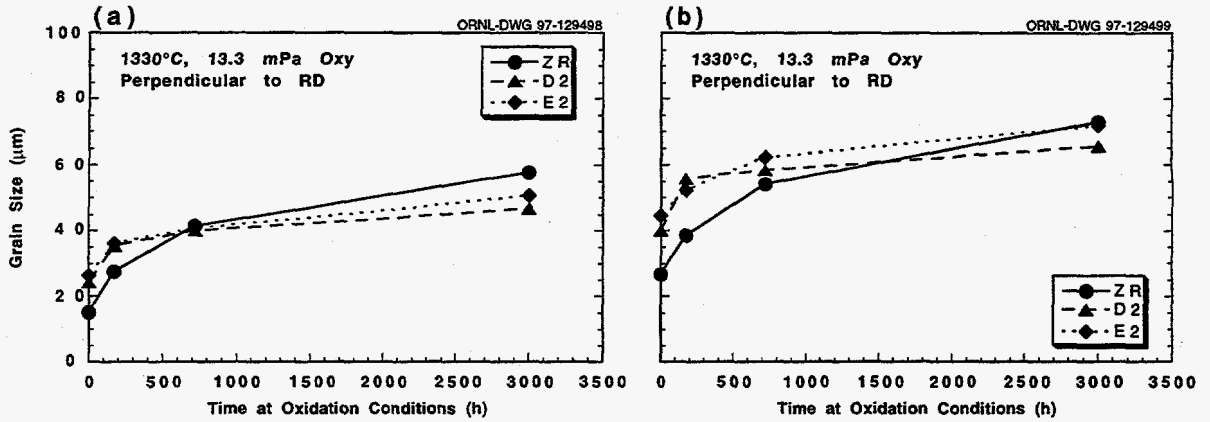 (a)
ORNL-DWG 97-129498
1330°C, 13.3 mPa Oxy
Perpendicular to RD
ZR
D2
E2
100
80
60
40
20
0
Grain Size (μm)
0 500 1000 1500 2000 2500 3000 3500
Time at Oxidation Conditions (h)
(b)
ORNL-DWG 97-129499
1330°C, 13.3 mPa Oxy
Perpendicular to RD
ZR
D2
E2
0 500 1000 1500 2000 2500 3000 3500
Time at Oxidation Conditions (h)